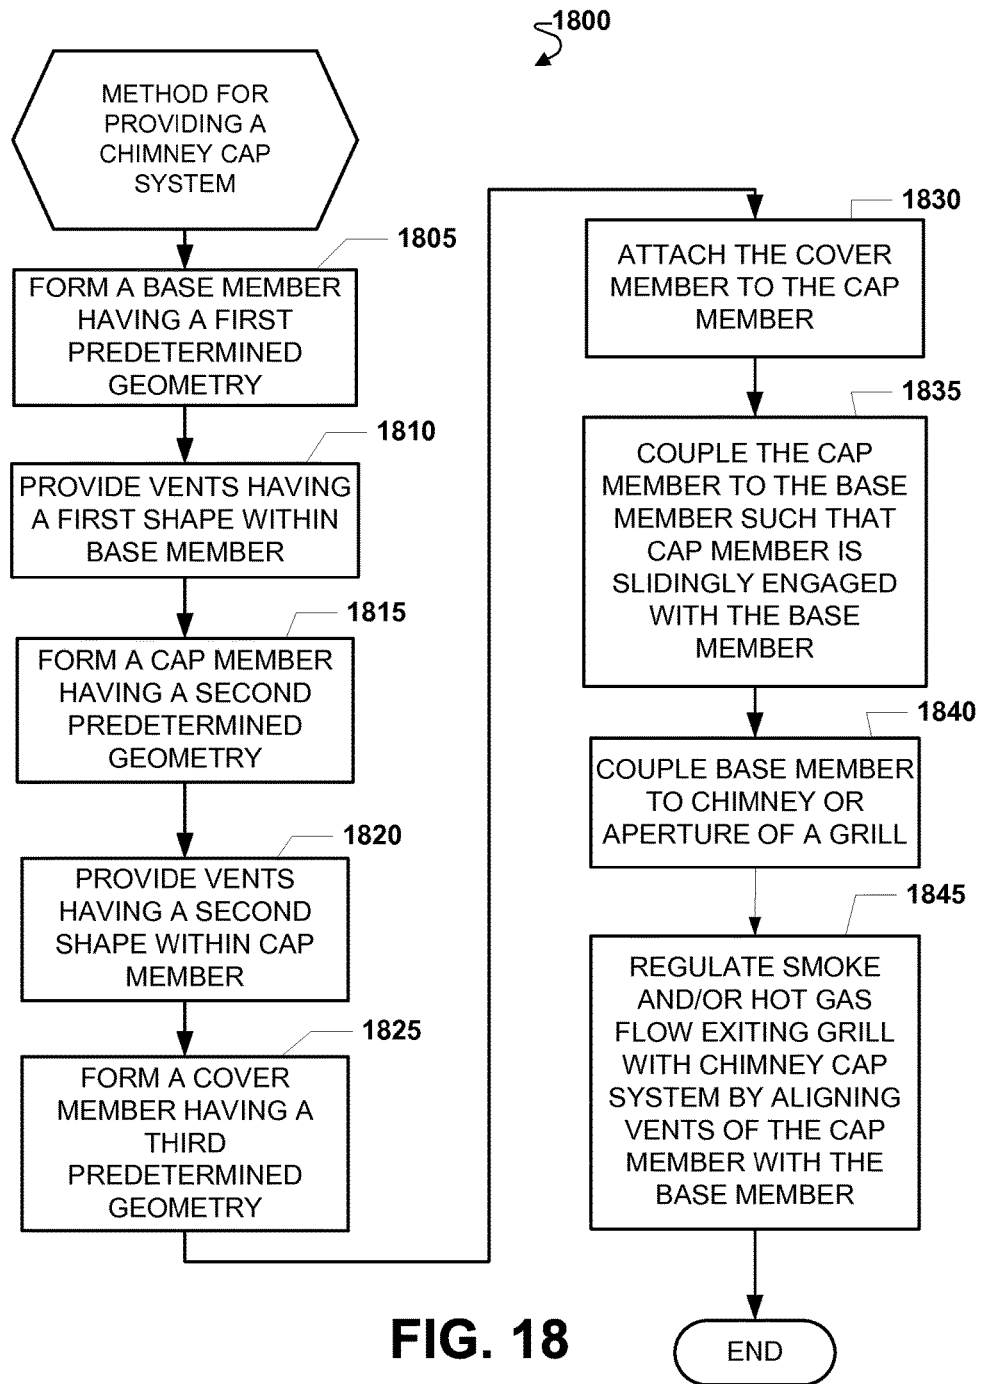 1800
METHOD FOR
PROVIDING A
CHIMNEY CAP
SYSTEM
1805
FORM A BASE MEMBER
HAVING A FIRST
PREDETERMINED
GEOMETRY
1810
PROVIDE VENTS HAVING
A FIRST SHAPE WITHIN
BASE MEMBER
1815
FORM A CAP MEMBER
HAVING A SECOND
PREDETERMINED
GEOMETRY
1820
PROVIDE VENTS
HAVING A SECOND
SHAPE WITHIN CAP
MEMBER
1825
FORM A COVER
MEMBER HAVING A
THIRD
PREDETERMINED
GEOMETRY
1830
ATTACH THE COVER
MEMBER TO THE CAP
MEMBER
1835
COUPLE THE CAP
MEMBER TO THE BASE
MEMBER SUCH THAT
CAP MEMBER IS
SLIDINGLY ENGAGED
WITH THE BASE
MEMBER
1840
COUPLE BASE MEMBER
TO CHIMNEY OR
APERTURE OF A GRILL
1845
REGULATE SMOKE
AND/OR HOT GAS
FLOW EXITING GRILL
WITH CHIMNEY CAP
SYSTEM BY ALIGNING
VENTS OF THE CAP
MEMBER WITH THE
BASE MEMBER
END
FIG. 18